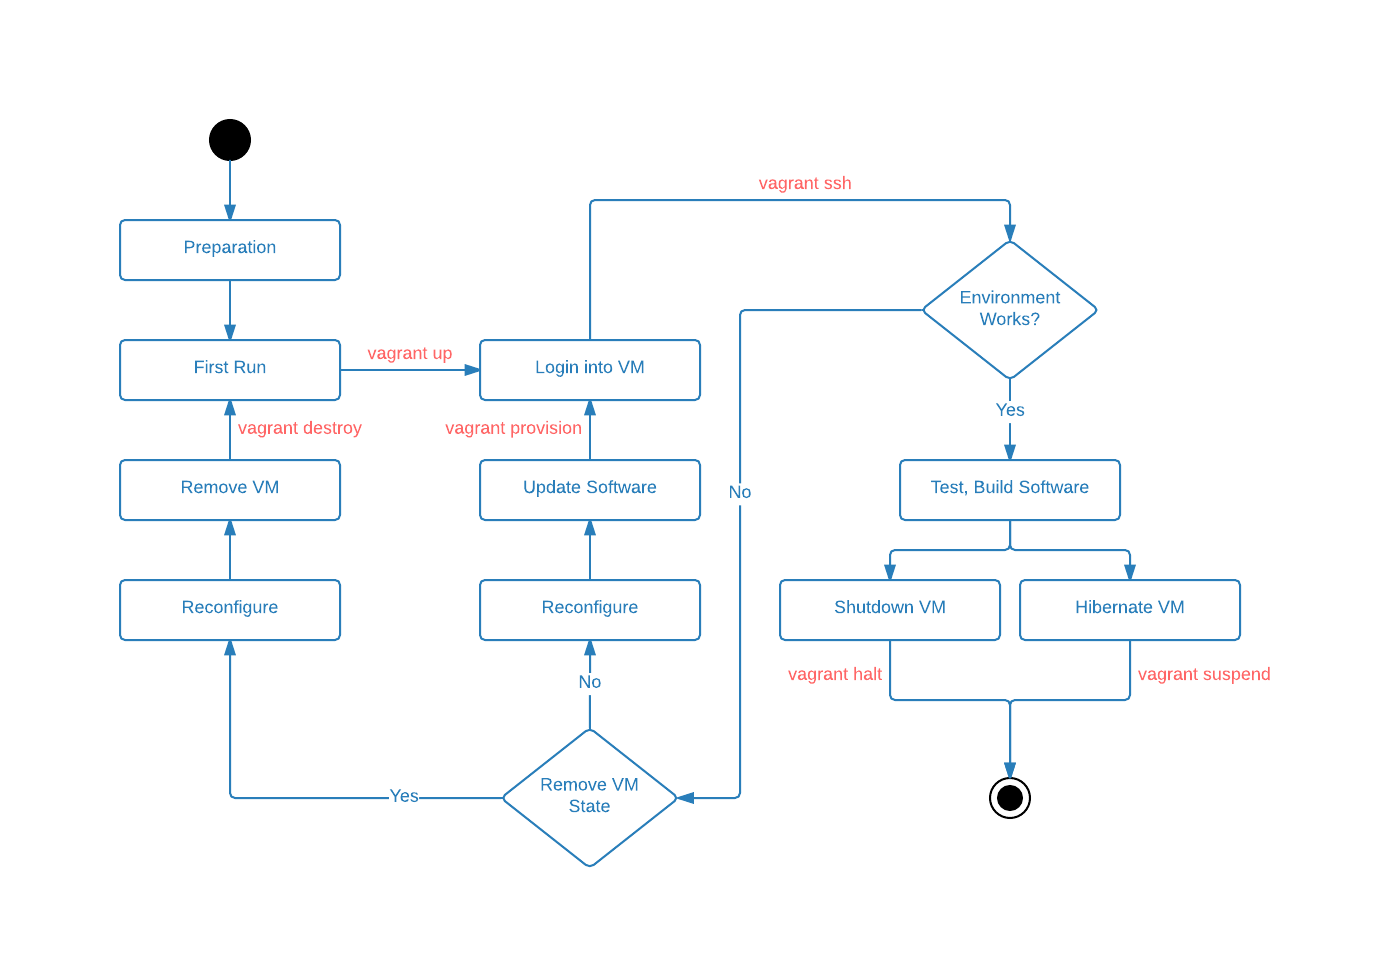 vagrant ssh
Preparation
Environment
Works?
First Run
vagrant up
Login into VM
Yes
vagrant destroy
vagrant provision
Remove VM
Update Software
No
Test, Build Software
Reconfigure
Reconfigure
Shutdown VM
Hibernate VM
vagrant halt
vagrant suspend
No
Yes
Remove VM
State